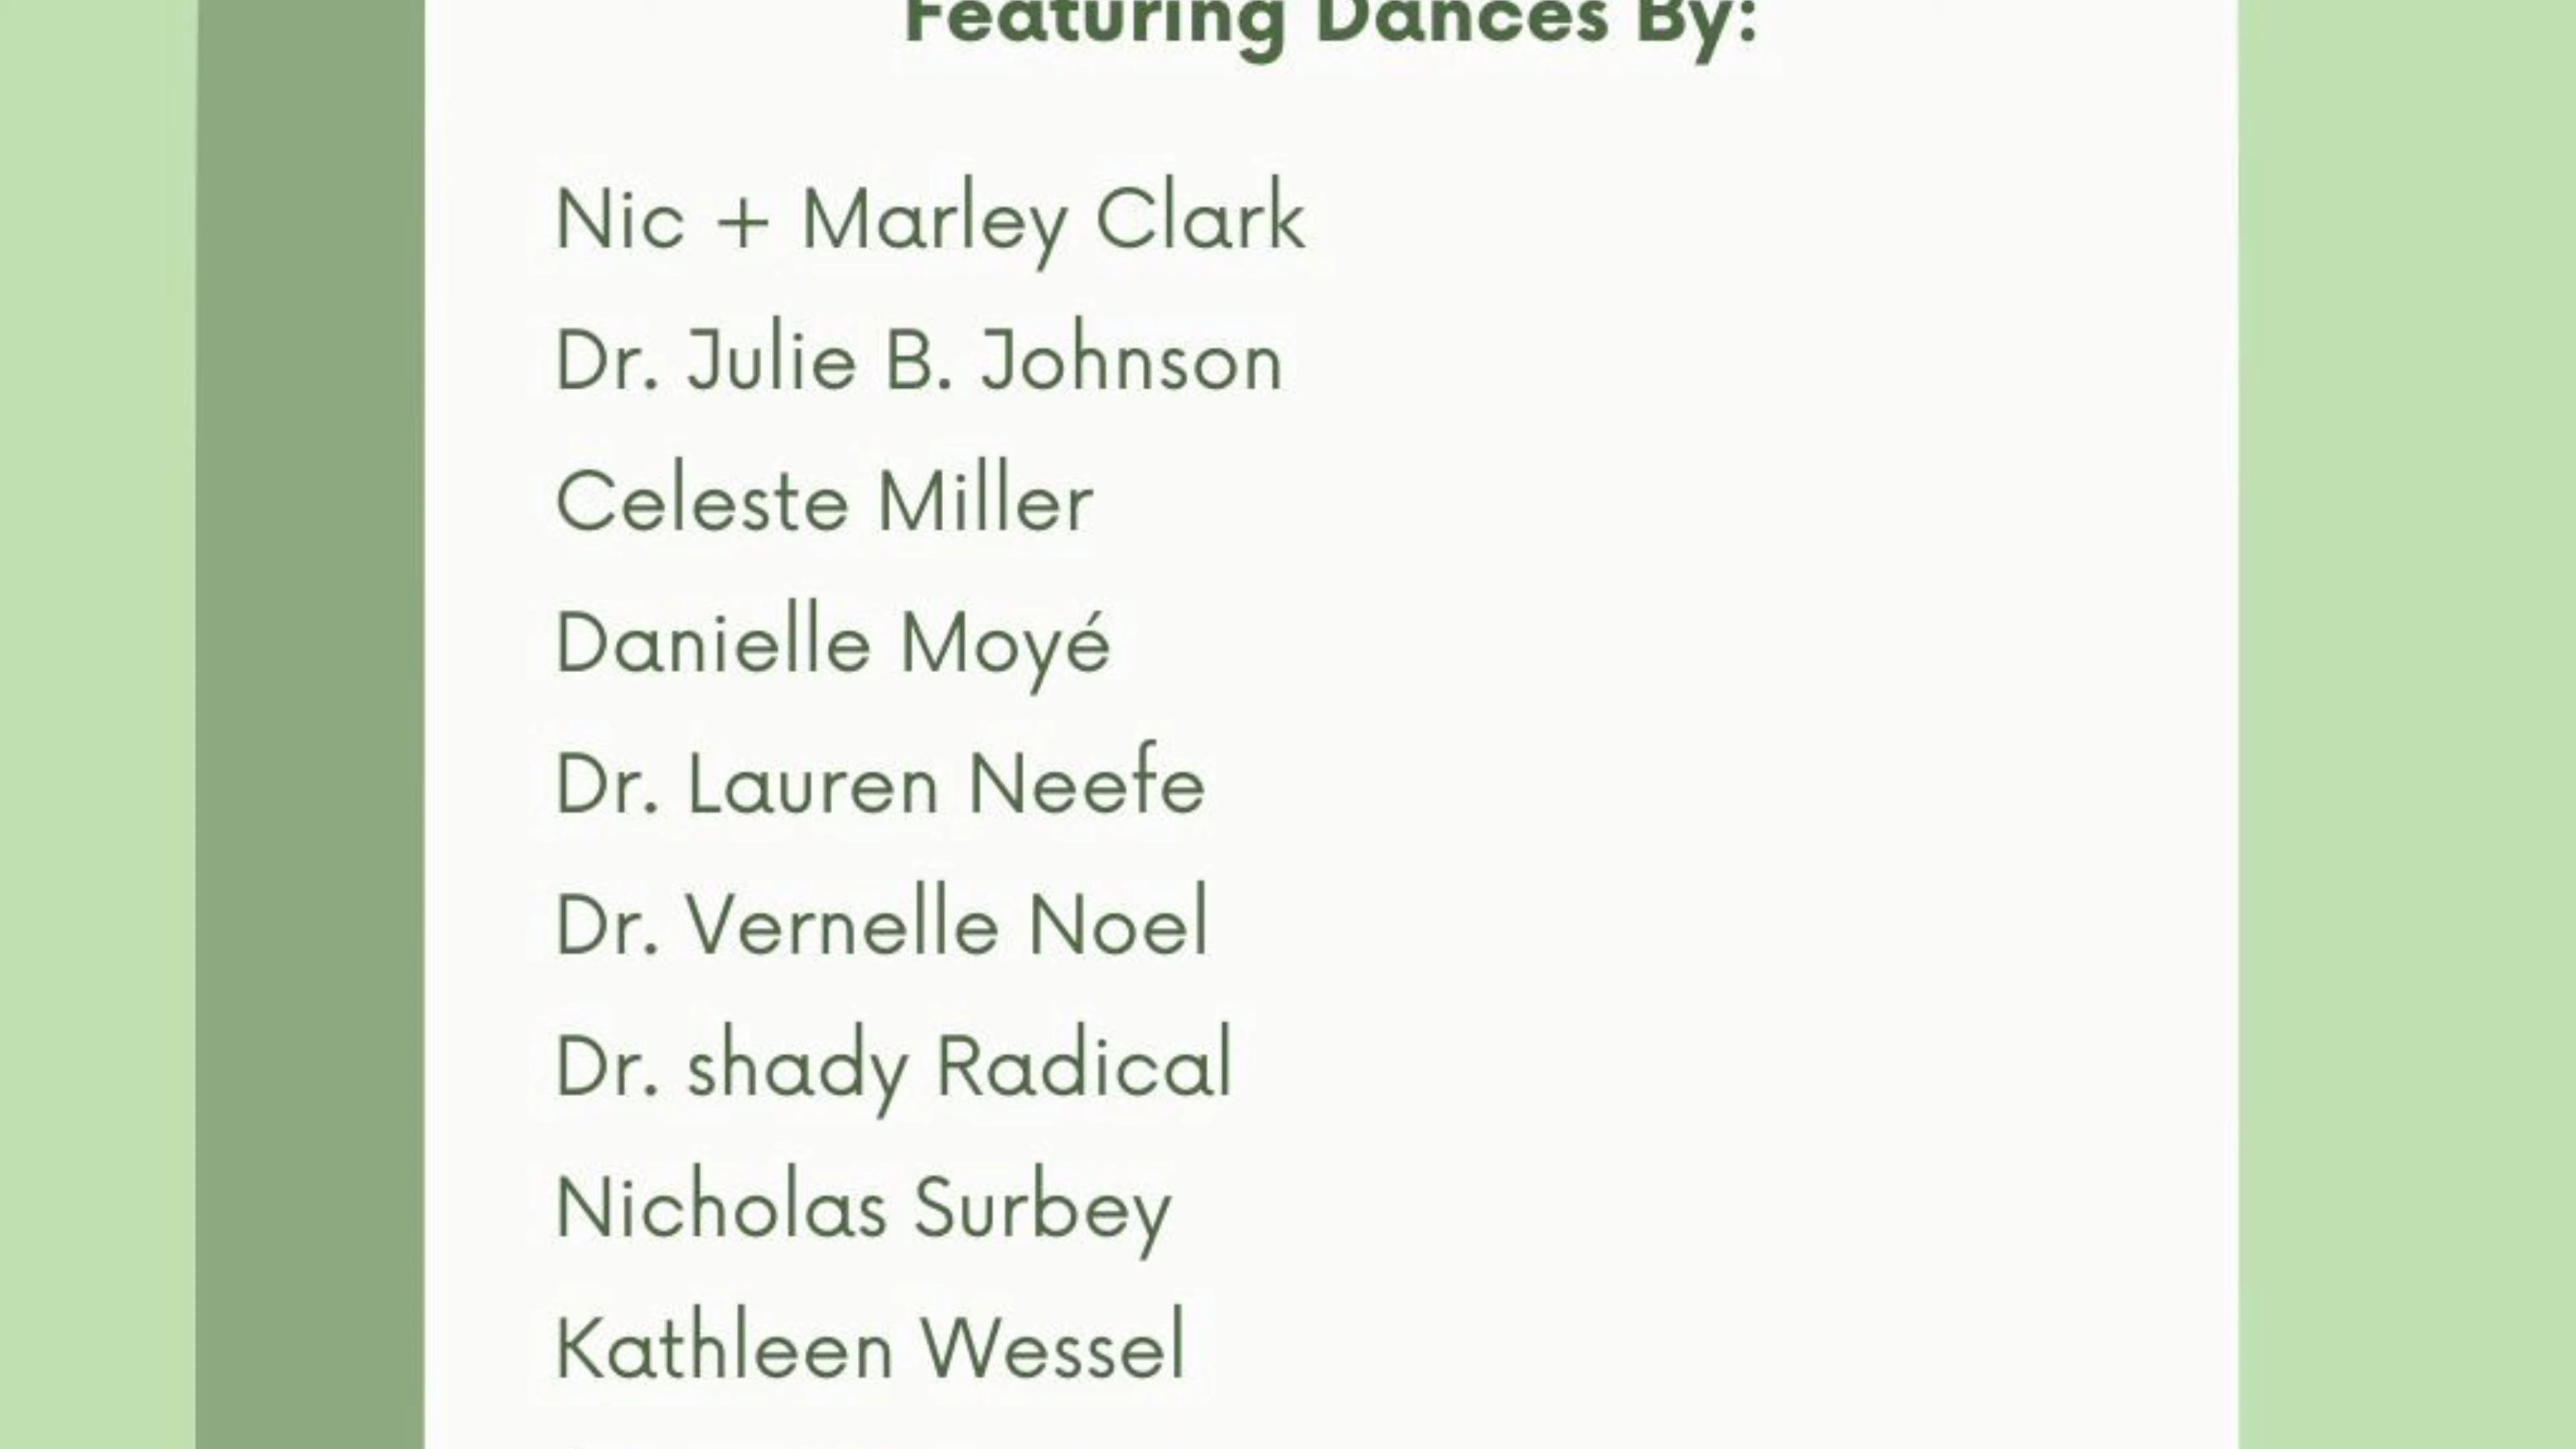 Featuring Dances By:
Nic + Marley Clark
Dr. Julie B. Johnson
Celeste Miller
Danielle Moyé
Dr. Lauren Neefe
Dr. Vernelle Noel
Dr. shady Radical
Nicholas Surbey
Kathleen Wessel